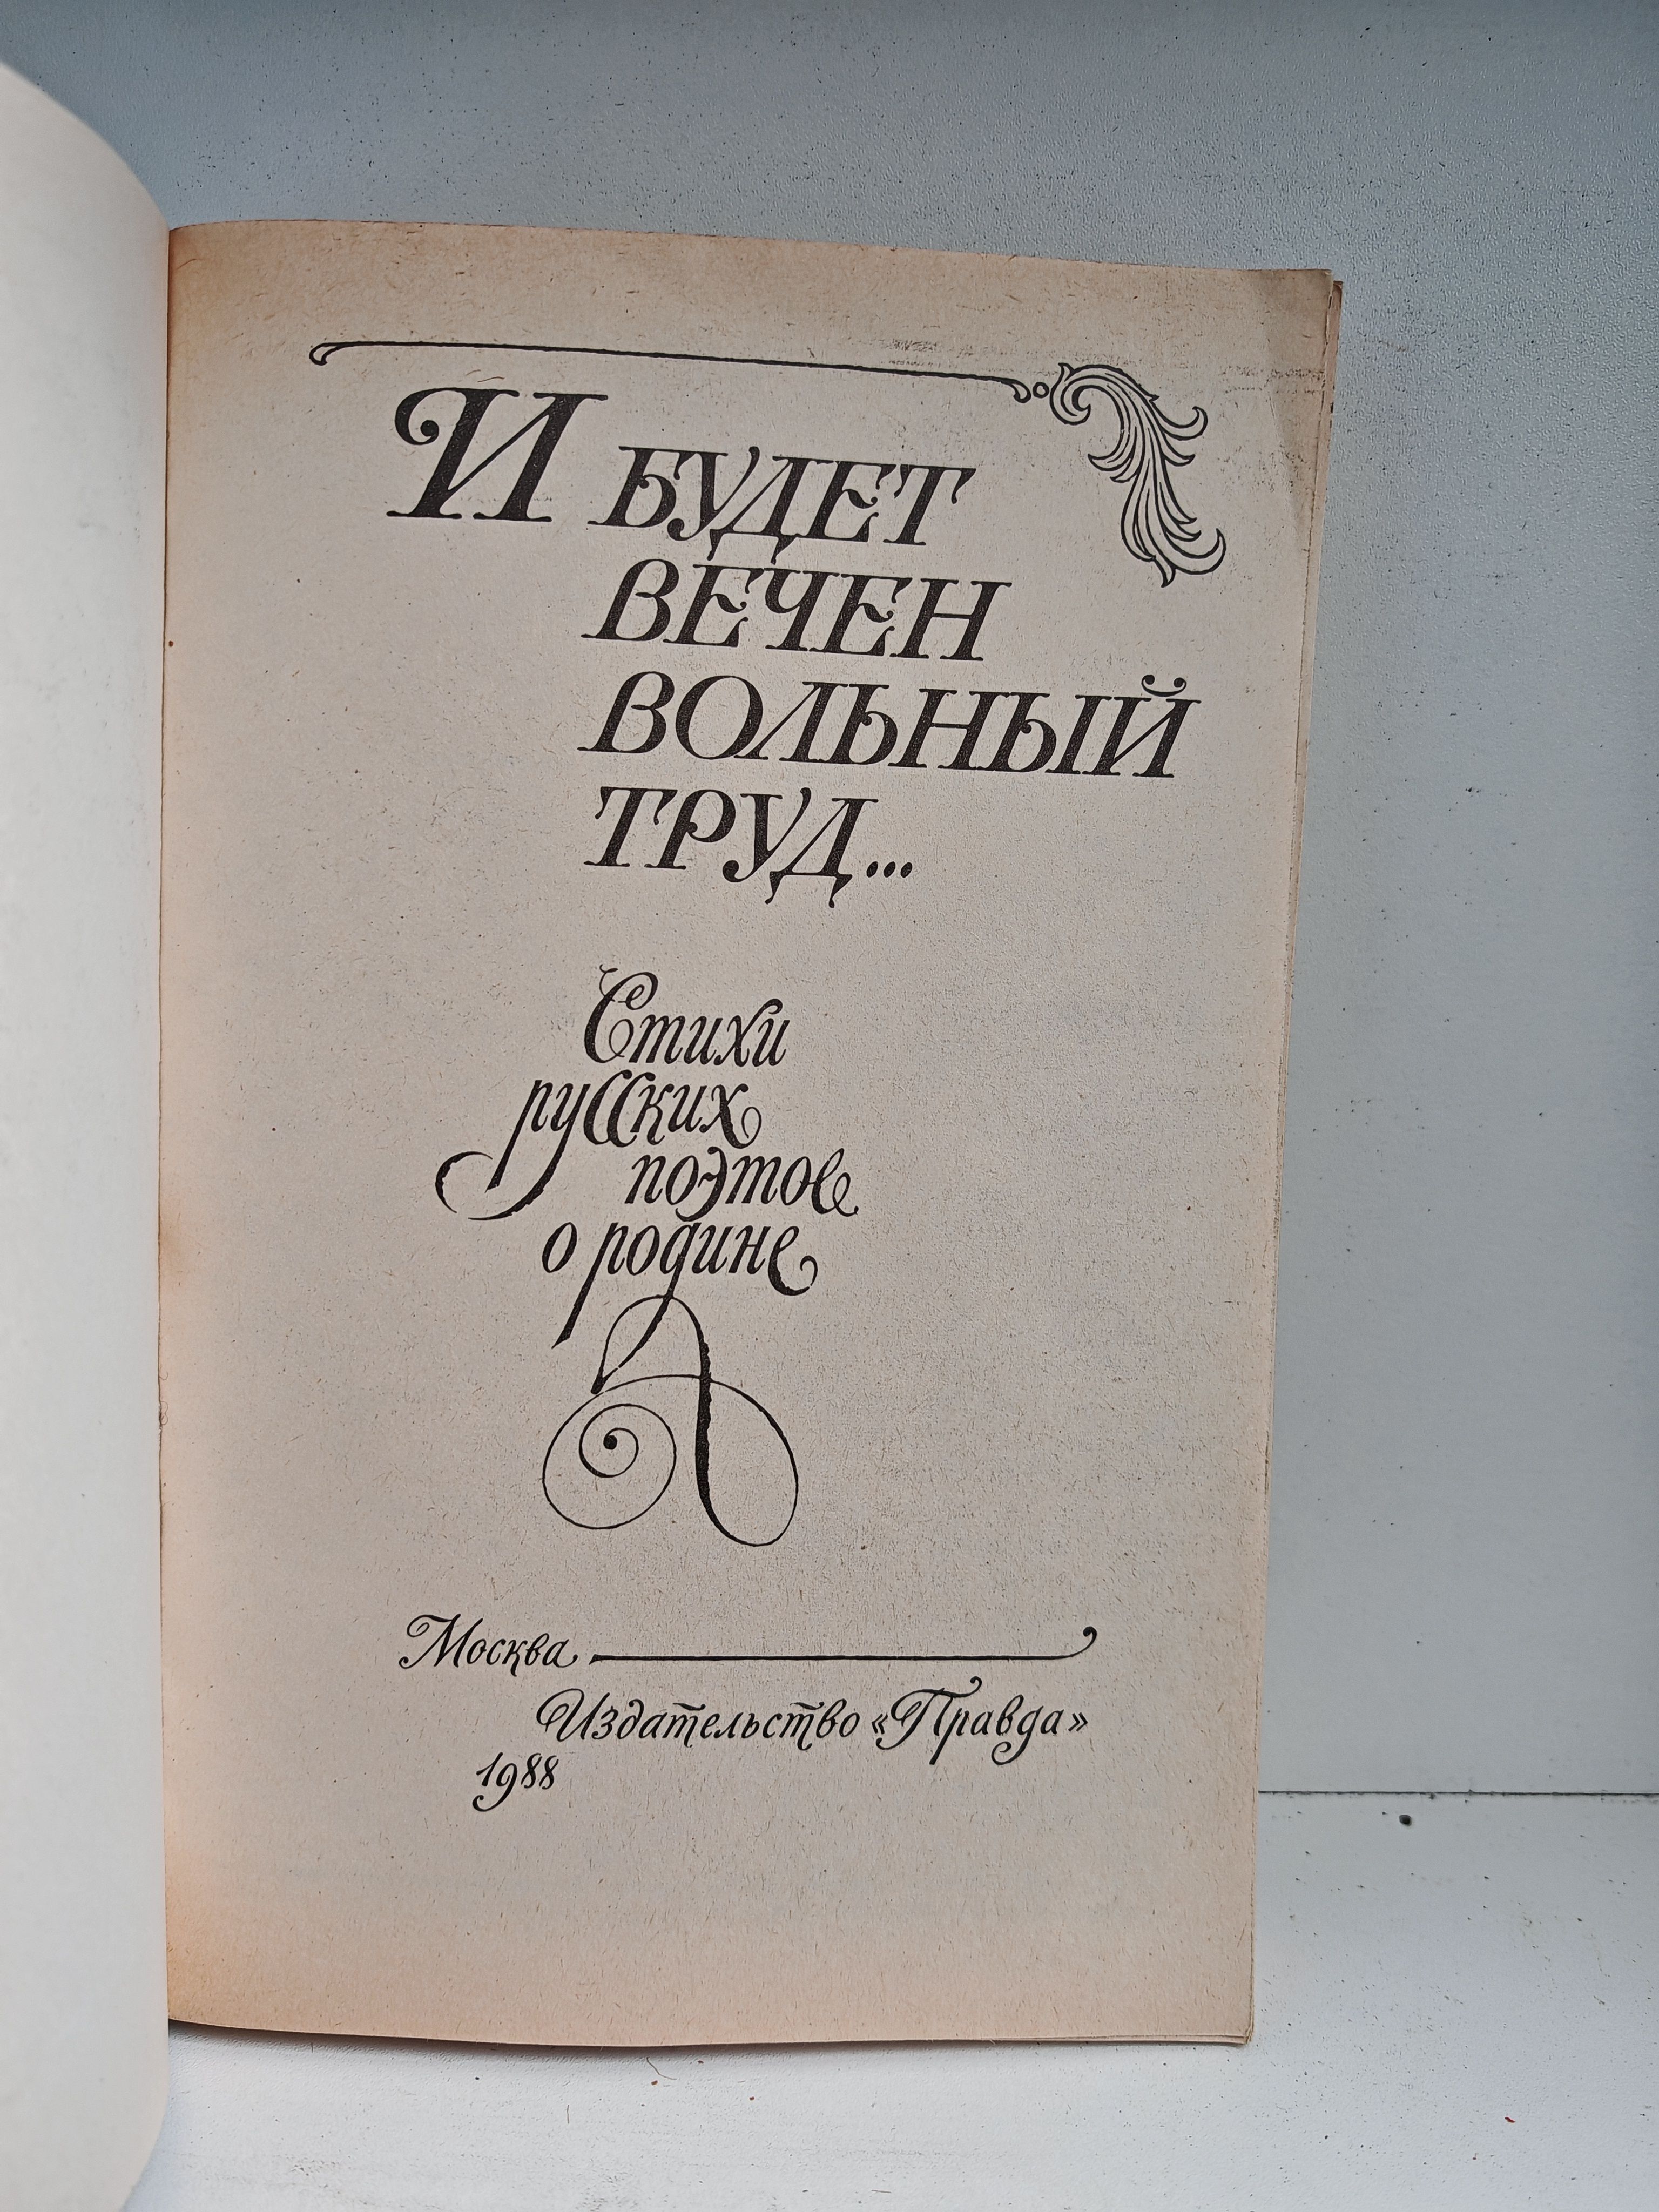 И БУДЕТ
ВЕЧЕН
ВОЛЬНЫЙ
ТРУД...
Стихи
русских
поэтов
о родине
Москва
Издательство «Правда»
1988